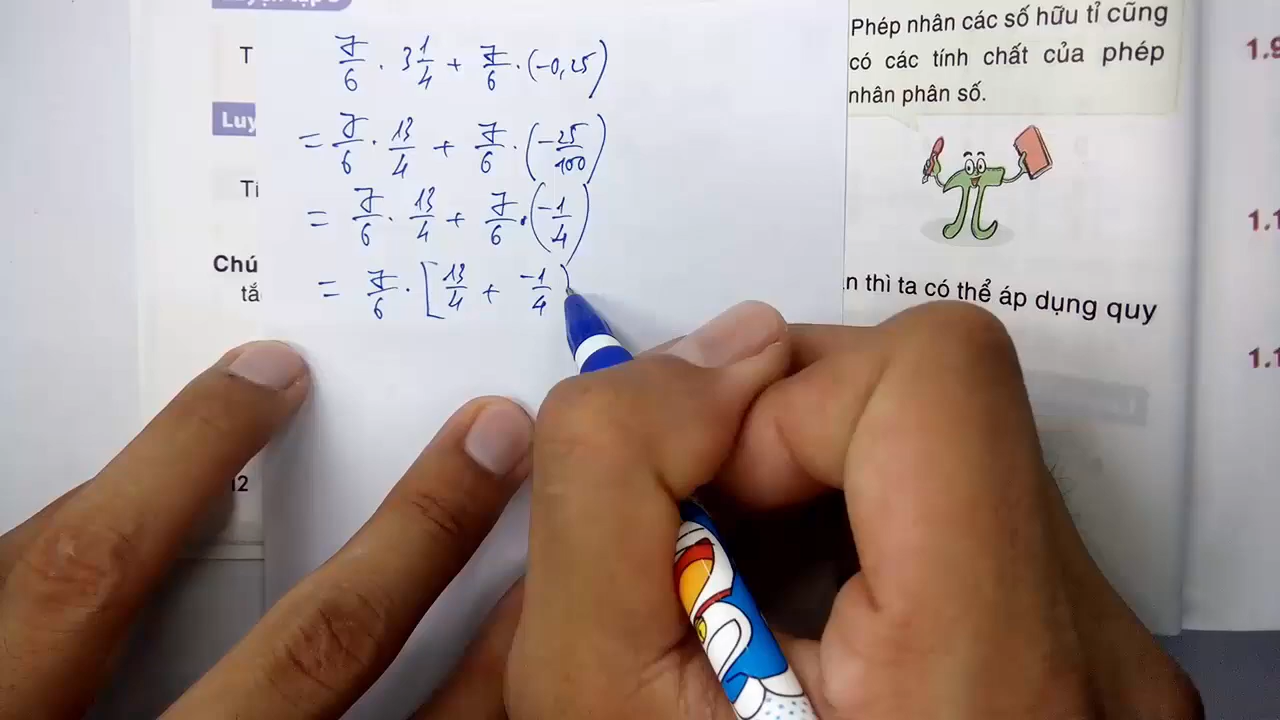 Luyện tập
T
Luy
Tí
Chú
tắ
12
7/6 . 3 1/4 + 7/6 . (-0,25)
= 7/6 . 13/4 + 7/6 . (-25/100)
= 7/6 . 13/4 + 7/6 . (-1/4)
= 7/6 . [13/4 + -1/4
Phép nhân các số hữu tỉ cũng
có các tính chất của phép
nhân phân số.
n thì ta có thể áp dụng quy
1.9
1.1
1.1